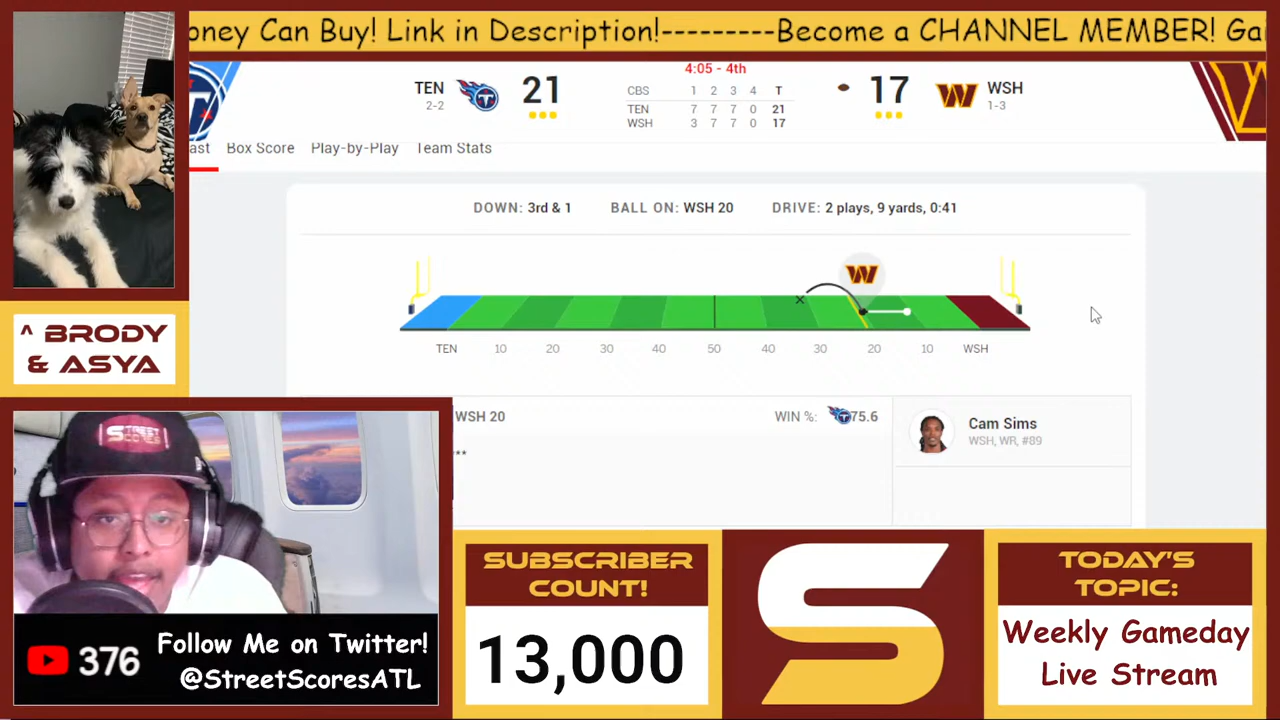 oney Can Buy! Link in Description!---------Become a CHANNEL MEMBER! Gai
4:05 - 4th
TEN
2-2
21
CBS 1 2 3 4 T
TEN 7 7 7 0 21
WSH 3 7 7 0 17
17
WSH
1-3
ast Box Score Play-by-Play Team Stats
DOWN: 3rd & 1 BALL ON: WSH 20 DRIVE: 2 plays, 9 yards, 0:41
W
TEN 10 20 30 40 50 40 30 20 10 WSH
WSH 20 WIN %: 75.6
**
Cam Sims
WSH, WR, #89
^ BRODY
& ASYA
STREET
SCORES
376
Follow Me on Twitter!
@StreetScoresATL
SUBSCRIBER
COUNT!
13,000
S
TODAY'S
TOPIC:
Weekly Gameday
Live Stream